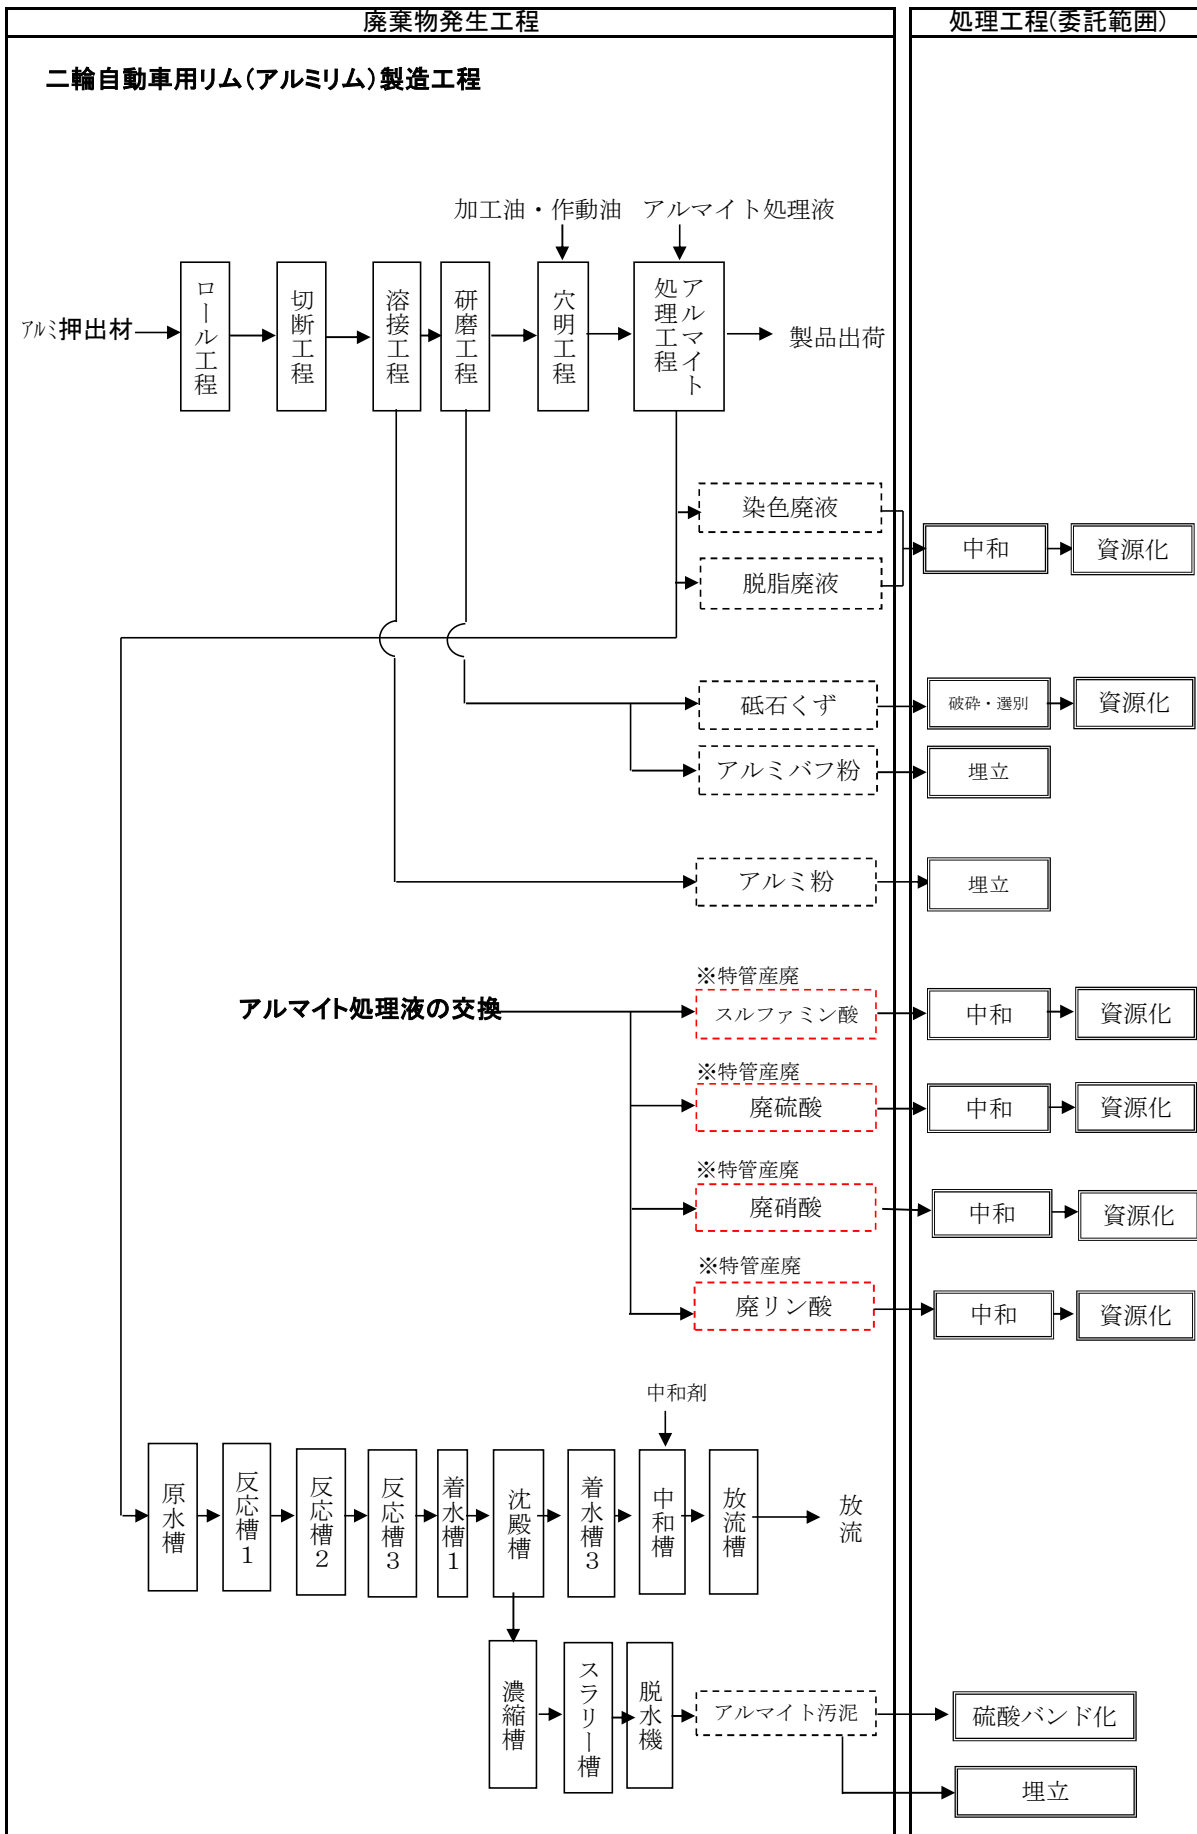 廃棄物発生工程
処理工程(委託範囲)
二輪自動車用リム(アルミリム)製造工程
加工油・作動油
アルマイト処理液
アルミ押出材
ロール工程
切断工程
溶接工程
研磨工程
穴明工程
アルマイト
処理工程
製品出荷
染色廃液
脱脂廃液
中和
資源化
砥石くず
破砕・選別
資源化
アルミバフ粉
埋立
アルミ粉
埋立
アルマイト処理液の交換
※特管産廃
スルファミン酸
中和
資源化
※特管産廃
廃硫酸
中和
資源化
※特管産廃
廃硝酸
中和
資源化
※特管産廃
廃リン酸
中和
資源化
中和剤
原水槽
反応槽1
反応槽2
反応槽3
着水槽1
沈殿槽
着水槽3
中和槽
放流槽
放流
濃縮槽
スラリー槽
脱水機
アルマイト汚泥
硫酸バンド化
埋立